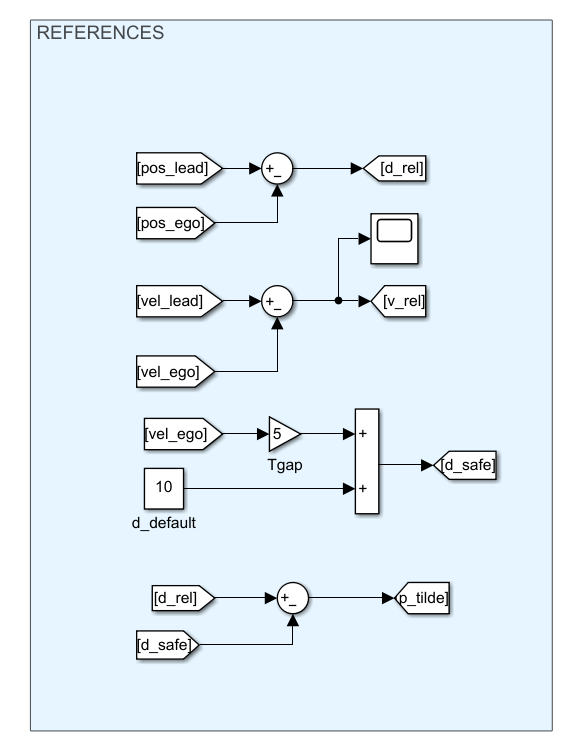 REFERENCES
[pos_lead]
+_
[d_rel]
[pos_ego]
[vel_lead]
+_
[v_rel]
[vel_ego]
[vel_ego]
5
+
Tgap
[d_safe]
10
+
d_default
[d_rel]
+_
p_tilde]
[d_safe]